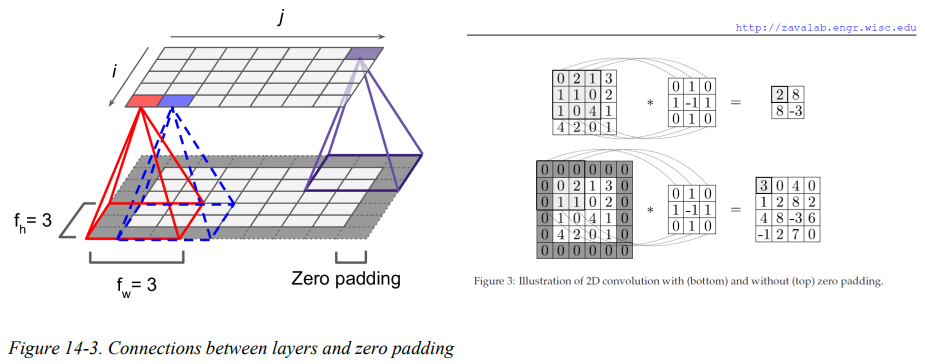 j
i
f_h= 3
f_w= 3
Zero padding
Figure 14-3. Connections between layers and zero padding
http://zavalab.engr.wisc.edu
0 2 1 3
1 1 0 2
1 0 4 1
4 2 0 1
*
0 1 0
1 -1 1
0 1 0
=
2 8
8 -3
0 0 0 0 0 0
0 0 2 1 3 0
0 1 1 0 2 0
0 1 0 4 1 0
0 4 2 0 1 0
0 0 0 0 0 0
*
0 1 0
1 -1 1
0 1 0
=
3 0 4 0
1 2 8 2
4 8 -3 6
-1 2 7 0
Figure 3: Illustration of 2D convolution with (bottom) and without (top) zero padding.